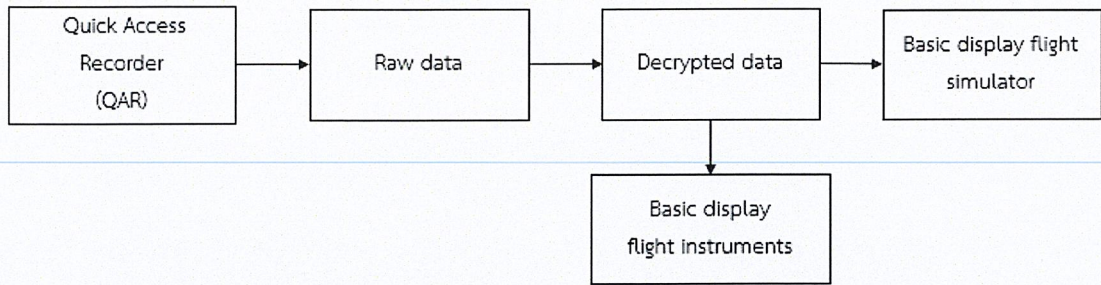 Quick Access
Recorder
(QAR)
Raw data
Decrypted data
Basic display flight
simulator
Basic display
flight instruments